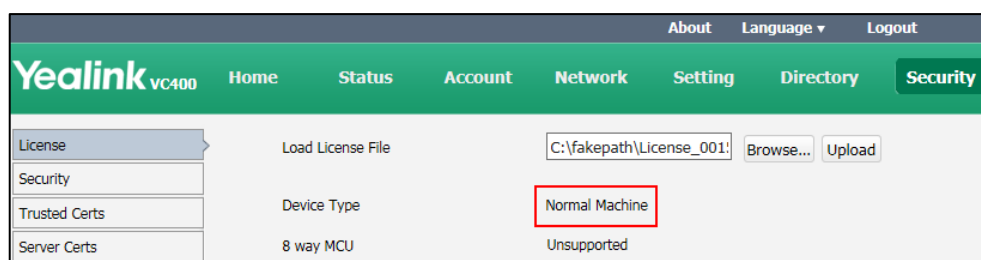 About Language ▾ Logout
Yealink VC400 Home Status Account Network Setting Directory Security
License Load License File C:\fakepath\License_001! Browse... Upload
Security
Trusted Certs Device Type Normal Machine
Server Certs 8 way MCU Unsupported